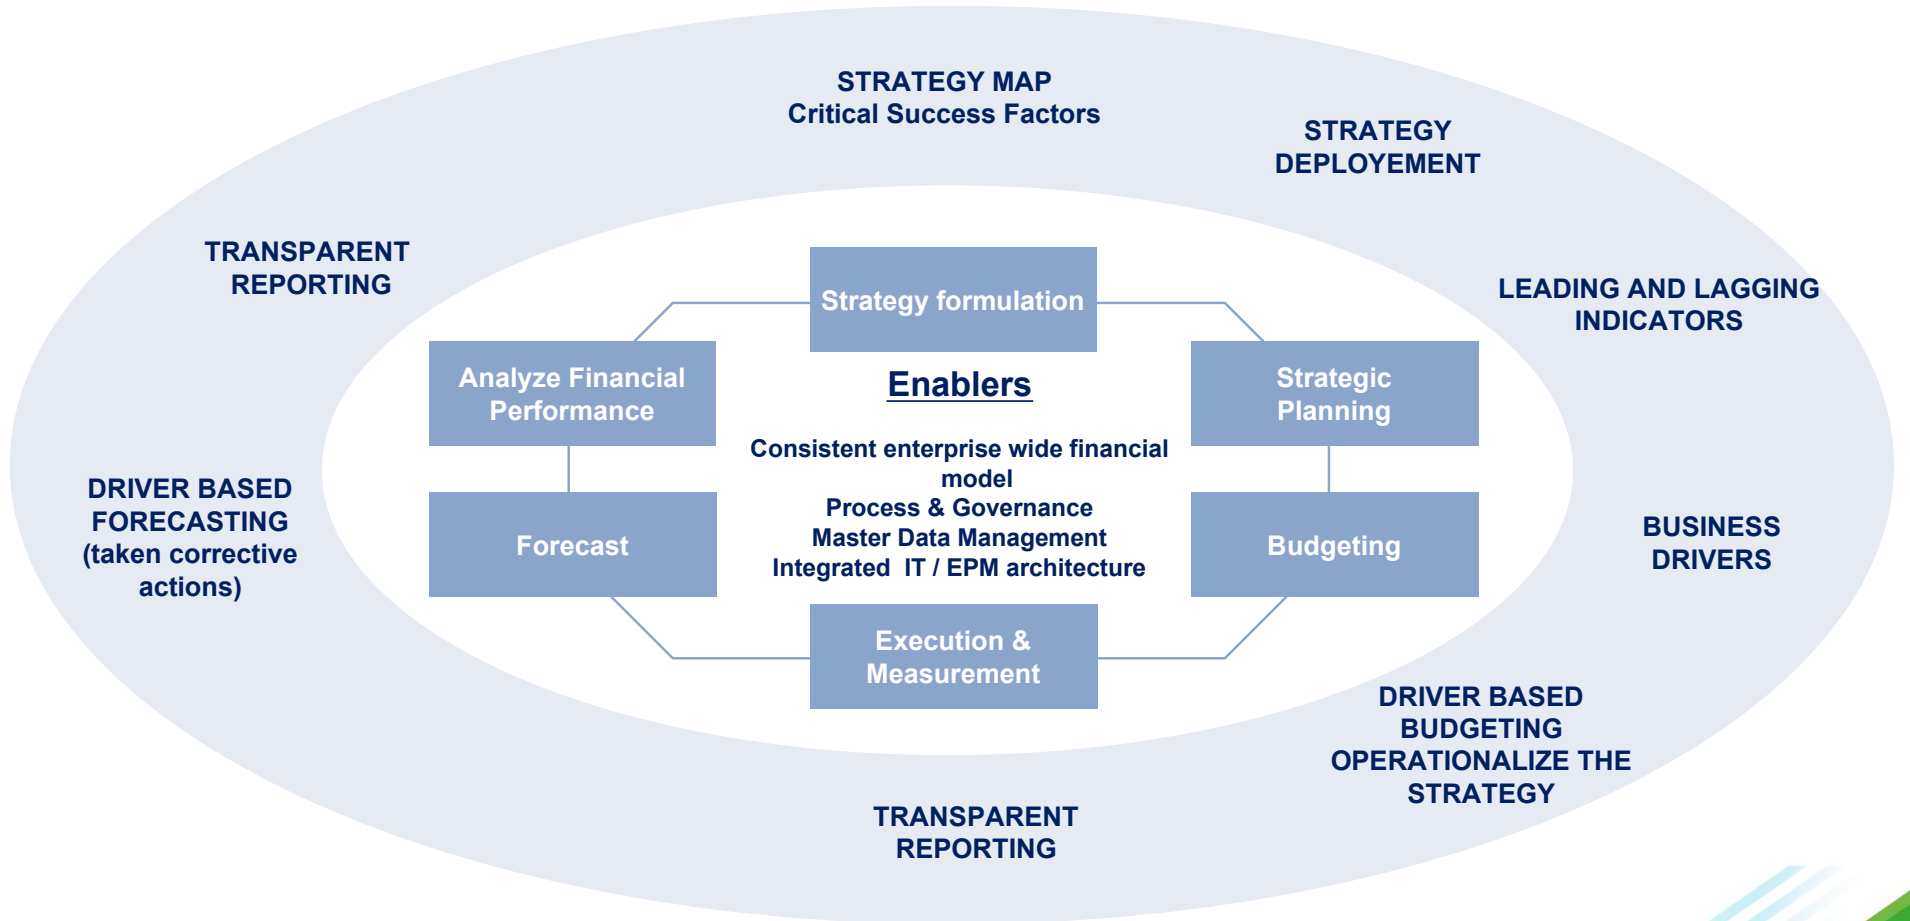 STRATEGY MAP
Critical Success Factors
STRATEGY
DEPLOYEMENT
TRANSPARENT
REPORTING
LEADING AND LAGGING
INDICATORS
Strategy formulation
Analyze Financial
Performance
Strategic
Planning
Enablers
Consistent enterprise wide financial
model
Process & Governance
Master Data Management
Integrated IT / EPM architecture
DRIVER BASED
FORECASTING
(taken corrective
actions)
Forecast
Budgeting
BUSINESS
DRIVERS
Execution &
Measurement
DRIVER BASED
BUDGETING
OPERATIONALIZE THE
STRATEGY
TRANSPARENT
REPORTING